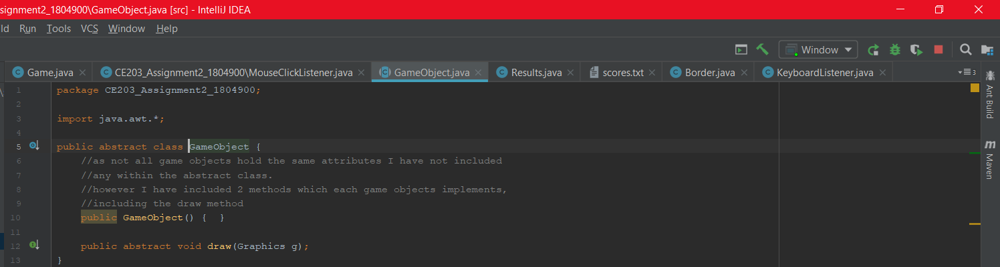 signment2_1804900\GameObject.java [src] - IntelliJ IDEA
ld Run Tools VCS Window Help
Window
Game.java CE203_Assignment2_1804900\MouseClickListener.java GameObject.java Results.java scores.txt Border.java KeyboardListener.java 3
1 package CE203_Assignment2_1804900;
2
3 import java.awt.*;
4
5 public abstract class GameObject {
6 //as not all game objects hold the same attributes I have not included
7 //any within the abstract class.
8 //however I have included 2 methods which each game objects implements,
9 //including the draw method
10 public GameObject() { }
11
12 public abstract void draw(Graphics g);
13 }
Ant Build
m Maven